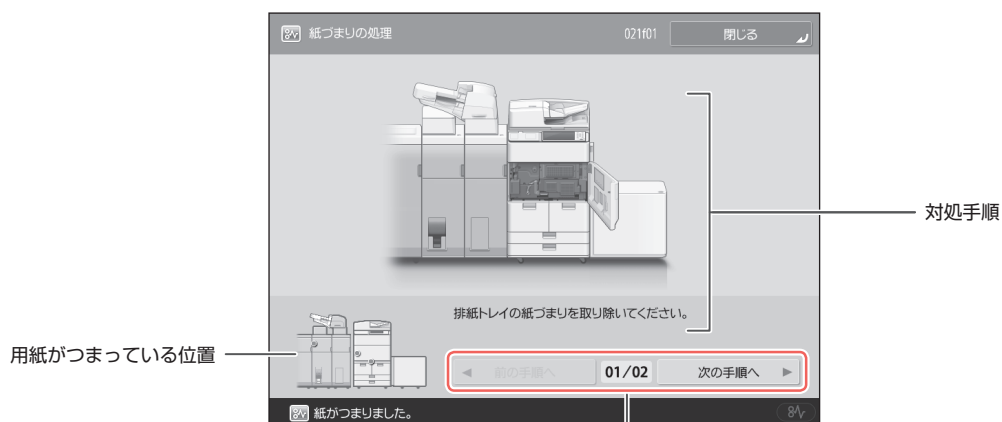 紙づまりの処理
021f01
閉じる
対処手順
排紙トレイの紙づまりを取り除いてください。
用紙がつまっている位置
前の手順へ
01/02
次の手順へ
紙がつまりました。